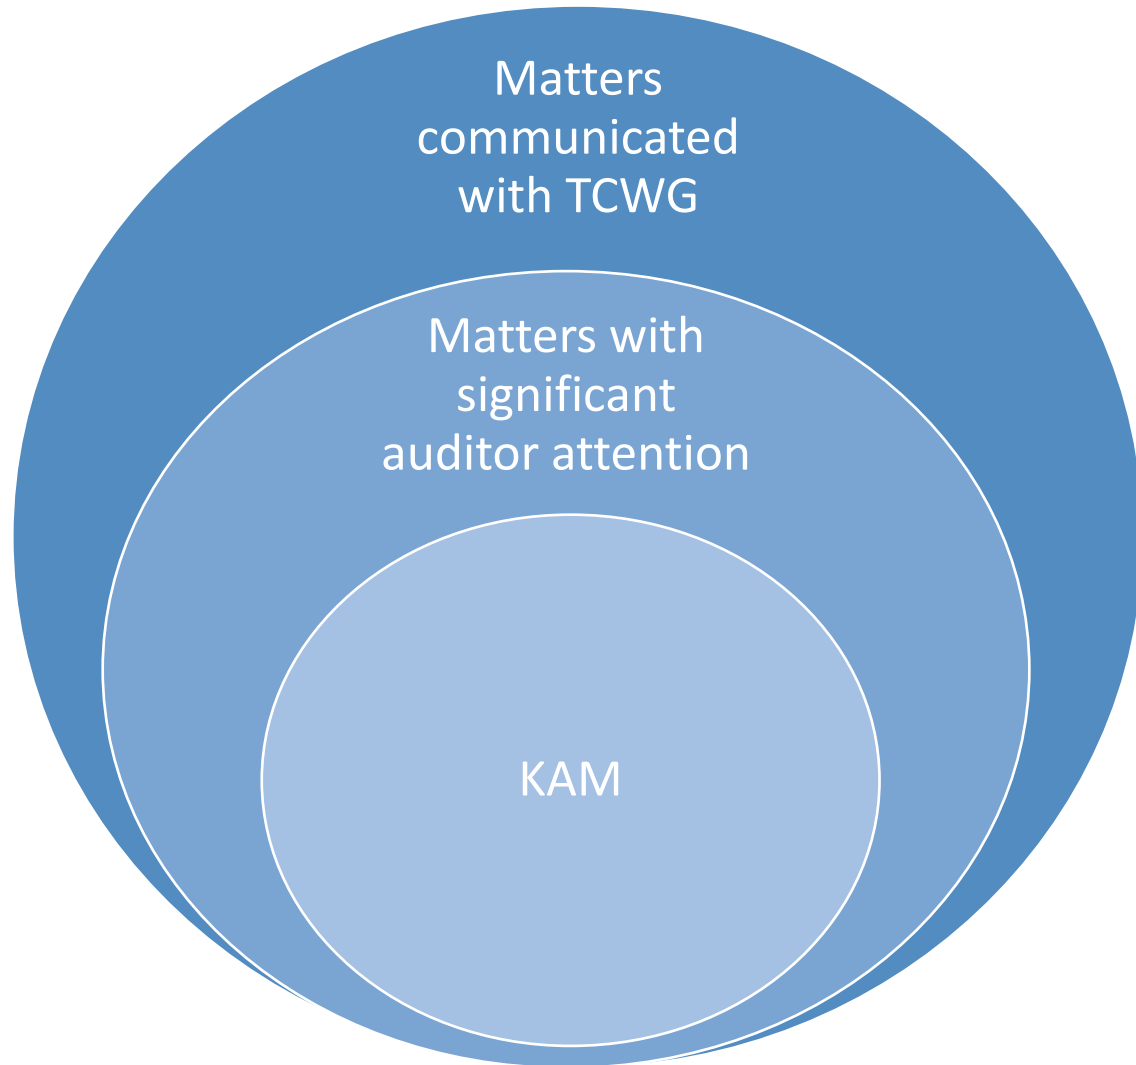 Matters
communicated
with TCWG
Matters with
significant
auditor attention
KAM